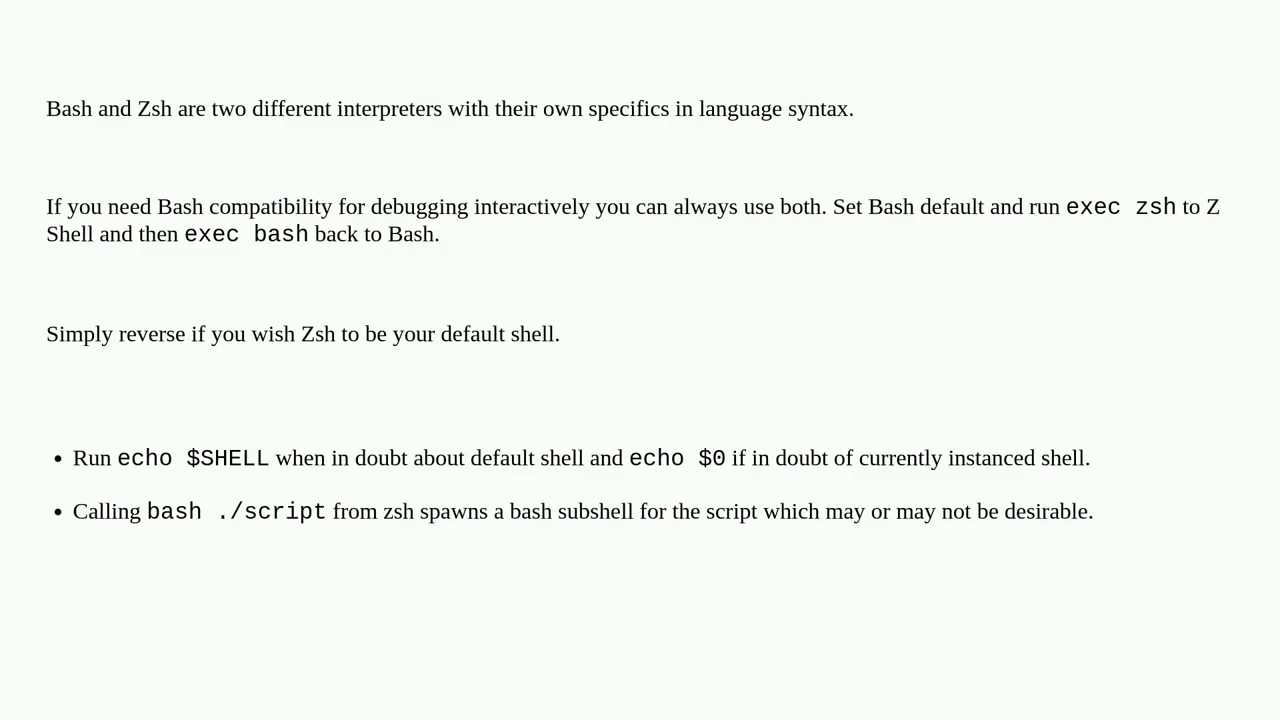 Bash and Zsh are two different interpreters with their own specifics in language syntax.
If you need Bash compatibility for debugging interactively you can always use both. Set Bash default and run exec zsh to Z
Shell and then exec bash back to Bash.
Simply reverse if you wish Zsh to be your default shell.
• Run echo $SHELL when in doubt about default shell and echo $0 if in doubt of currently instanced shell.
• Calling bash ./script from zsh spawns a bash subshell for the script which may or may not be desirable.